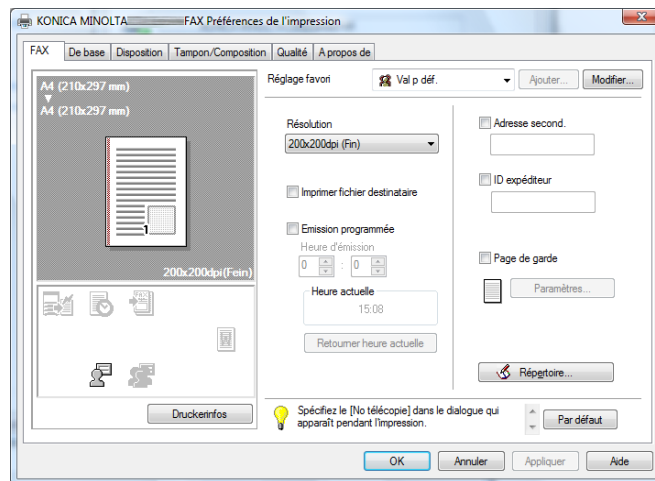 KONICA MINOLTA FAX Préférences de l'impression
FAX De base Disposition Tampon/Composition Qualité A propos de
A4 (210x297 mm)
A4 (210x297 mm)
1
200x200dpi(Fein)
Druckerinfos
Réglage favori Val p déf. Ajouter... Modifier...
Résolution
200x200dpi (Fin)
Imprimer fichier destinataire
Emission programmée
Heure d'émission
0 : 0
Heure actuelle
15:08
Retourner heure actuelle
Adresse second.
ID expéditeur
Page de garde
Paramètres...
Répertoire...
Spécifiez le [No télécopie] dans le dialogue qui
apparaît pendant l'impression.
Par défaut
OK Annuler Appliquer Aide